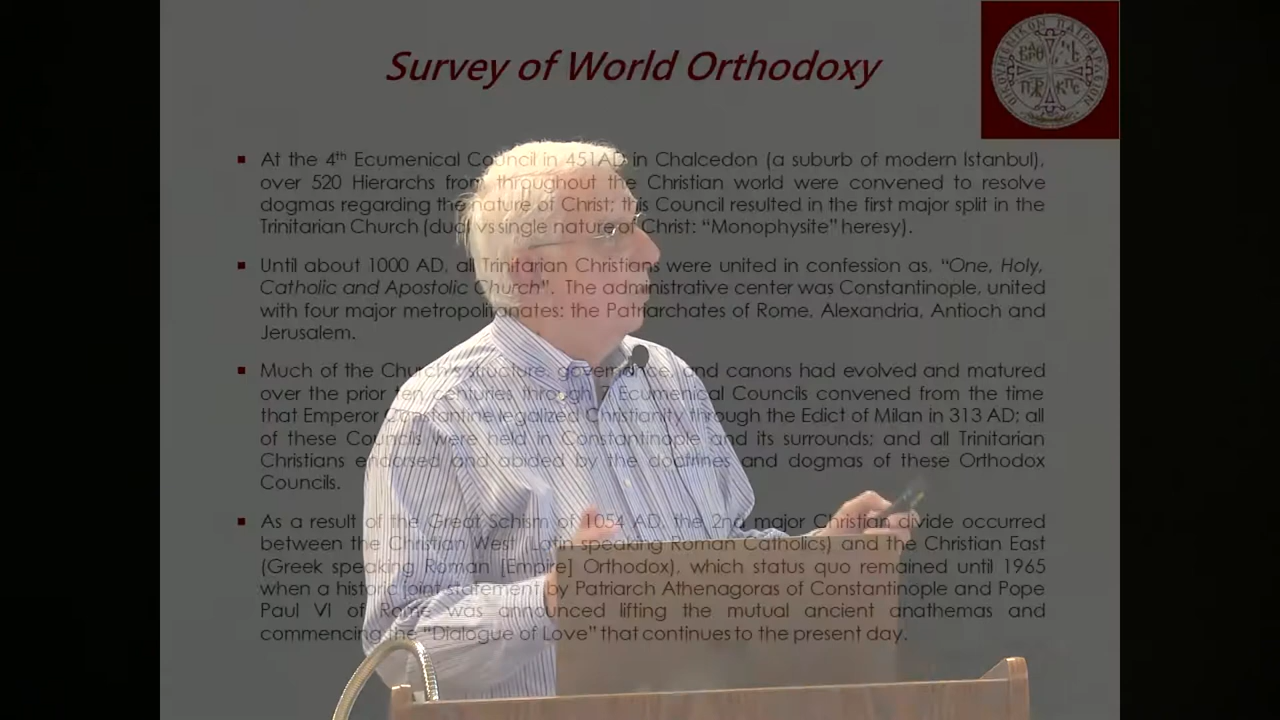 Survey of World Orthodoxy
At the 4th Ecumenical Council in 451AD in Chalcedon (a suburb of modern Istanbul),
over 520 Hierarchs from throughout the Christian world were convened to resolve
dogmas regarding the nature of Christ; this Council resulted in the first major split in the
Trinitarian Church (dual vs single nature of Christ: “Monophysite” heresy).
Until about 1000 AD, all Trinitarian Christians were united in confession as, “One, Holy,
Catholic and Apostolic Church”. The administrative center was Constantinople, united
with four major metropolitanates: the Patriarchates of Rome, Alexandria, Antioch and
Jerusalem.
Much of the Church's structure, governance, and canons had evolved and matured
over the prior ten centuries through 7 Ecumenical Councils convened from the time
that Emperor Constantine legalized Christianity through the Edict of Milan in 313 AD; all
of these Councils were held in Constantinople and its surrounds; and all Trinitarian
Christians endorsed and abided by the doctrines and dogmas of these Orthodox
Councils.
As a result of the Great Schism of 1054 AD, the 2nd major Christian divide occurred
between the Christian West (Latin speaking Roman Catholics) and the Christian East
(Greek speaking Roman [Empire] Orthodox), which status quo remained until 1965
when a historic joint statement by Patriarch Athenagoras of Constantinople and Pope
Paul VI of Rome was announced lifting the mutual ancient anathemas and
commencing the “Dialogue of Love” that continues to the present day.